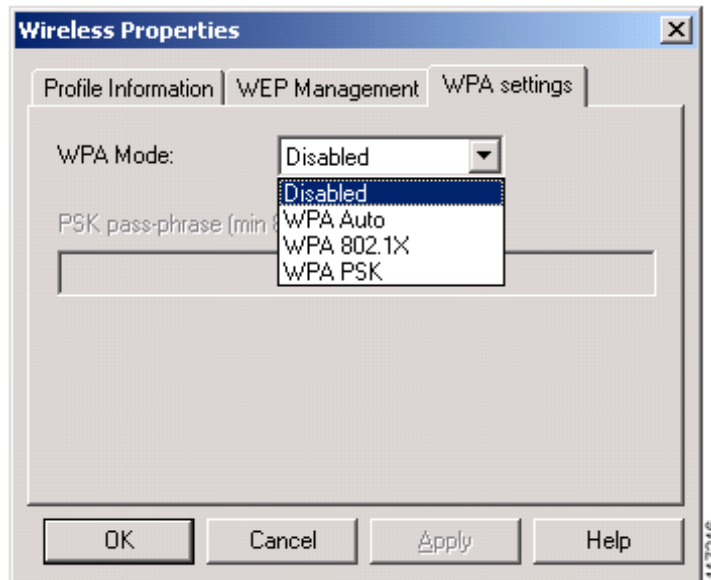 Wireless Properties
Profile Information
WEP Management
WPA settings
WPA Mode:
Disabled
Disabled
WPA Auto
WPA 802.1X
WPA PSK
PSK pass-phrase (min
OK
Cancel
Apply
Help